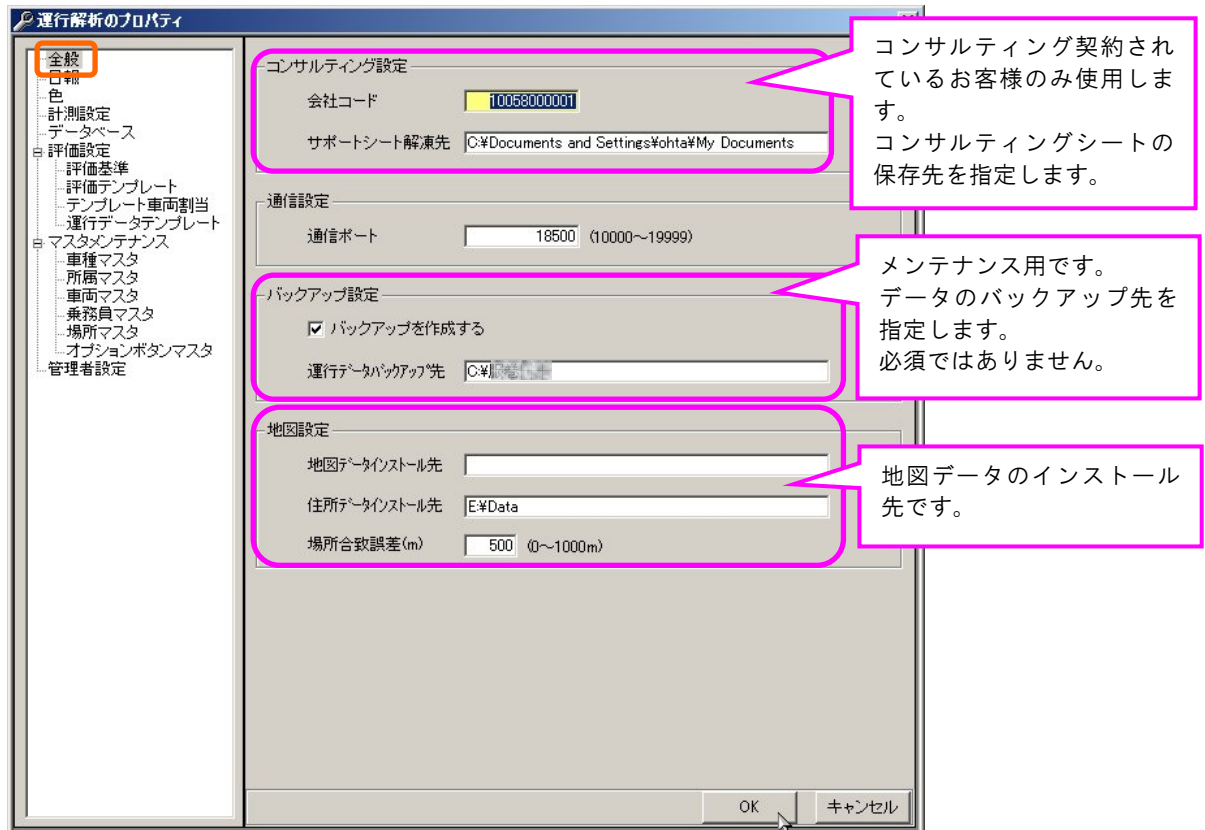 運行解析のプロパティ
全般
日報
色
計測設定
データベース
評価設定
評価基準
評価テンプレート
テンプレート車両割当
運行データテンプレート
マスタメンテナンス
車種マスタ
所属マスタ
車両マスタ
乗務員マスタ
場所マスタ
オプションボタンマスタ
管理者設定
コンサルティング設定
会社コード 10058000001
サポートシート解凍先 C:¥Documents and Settings¥ohta¥My Documents
通信設定
通信ポート 18500 (10000～19999)
バックアップ設定
バックアップを作成する
運行ﾃﾞｰﾀﾊﾞｯｸｱｯﾌﾟ先 C:¥
地図設定
地図ﾃﾞｰﾀｲﾝｽﾄｰﾙ先
住所ﾃﾞｰﾀｲﾝｽﾄｰﾙ先 E:¥Data
場所合致誤差(m) 500 (0～1000m)
OK キャンセル
コンサルティング契約され
ているお客様のみ使用しま
す。
コンサルティングシートの
保存先を指定します。
メンテナンス用です。
データのバックアップ先を
指定します。
必須ではありません。
地図データのインストール
先です。